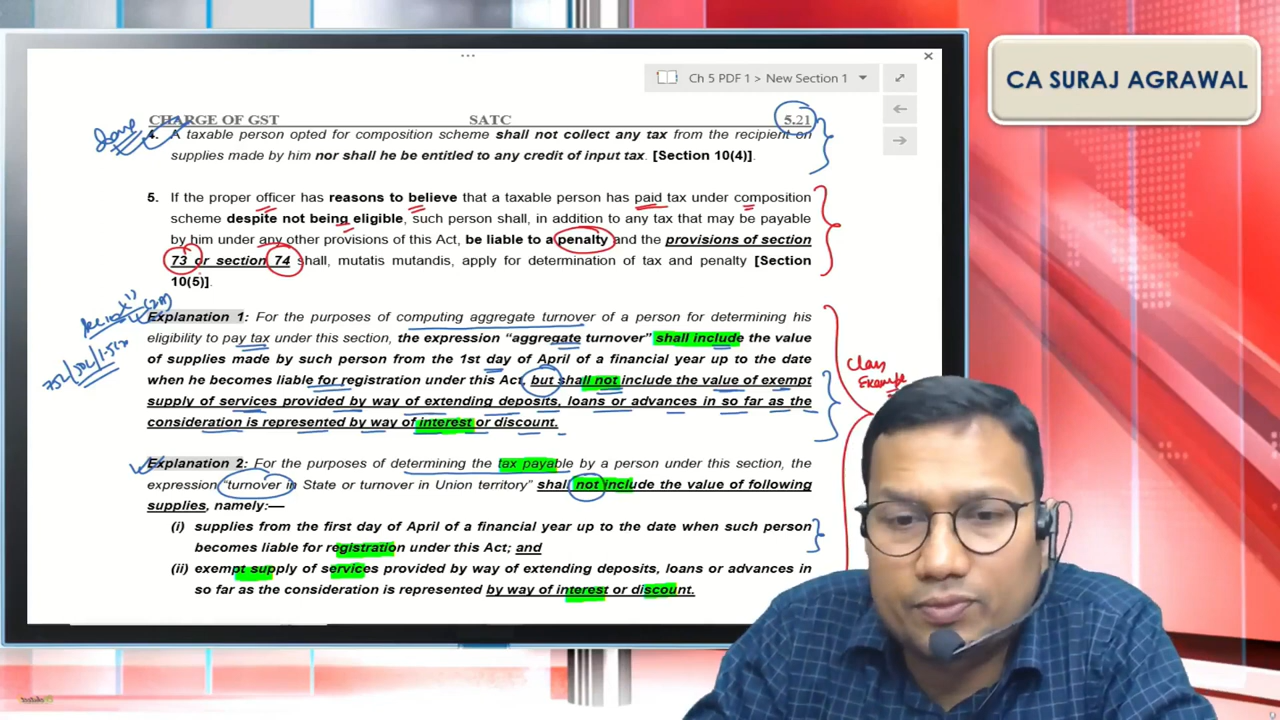 CA SURAJ AGRAWAL
Ch 5 PDF 1 > New Section 1
CHARGE OF GST SATC 5.21
4. A taxable person opted for composition scheme shall not collect any tax from the recipient on
supplies made by him nor shall he be entitled to any credit of input tax. [Section 10(4)].
5. If the proper officer has reasons to believe that a taxable person has paid tax under composition
scheme despite not being eligible, such person shall, in addition to any tax that may be payable
by him under any other provisions of this Act, be liable to a penalty and the provisions of section
73 or section 74 shall, mutatis mutandis, apply for determination of tax and penalty [Section
10(5)].
Explanation 1: For the purposes of computing aggregate turnover of a person for determining his
eligibility to pay tax under this section, the expression "aggregate turnover" shall include the value
of supplies made by such person from the 1st day of April of a financial year up to the date
when he becomes liable for registration under this Act, but shall not include the value of exempt
supply of services provided by way of extending deposits, loans or advances in so far as the
consideration is represented by way of interest or discount.
Class
Example
Explanation 2: For the purposes of determining the tax payable by a person under this section, the
expression "turnover in State or turnover in Union territory" shall not include the value of following
supplies, namely:—
(i) supplies from the first day of April of a financial year up to the date when such person
becomes liable for registration under this Act; and
(ii) exempt supply of services provided by way of extending deposits, loans or advances in
so far as the consideration is represented by way of interest or discount.